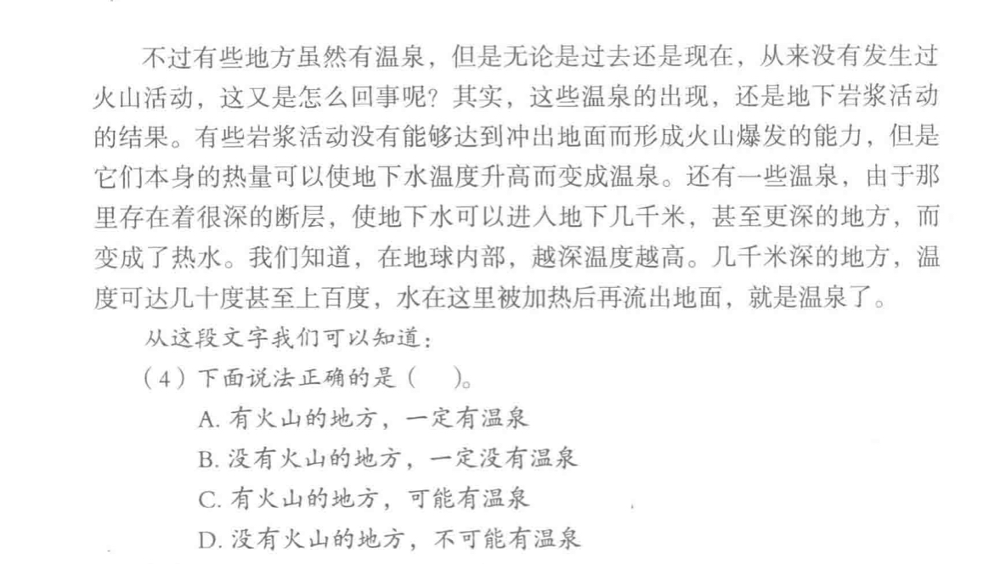 不过有些地方虽然有温泉，但是无论是过去还是现在，从来没有发生过
火山活动，这又是怎么回事呢？其实，这些温泉的出现，还是地下岩浆活动
的结果。有些岩浆活动没有能够达到冲出地面而形成火山爆发的能力，但是
它们本身的热量可以使地下水温度升高而变成温泉。还有一些温泉，由于那
里存在着很深的断层，使地下水可以进入地下几千米，甚至更深的地方，而
变成了热水。我们知道，在地球内部，越深温度越高。几千米深的地方，温
度可达几十度甚至上百度，水在这里被加热后再流出地面，就是温泉了。
从这段文字我们可以知道：
（4）下面说法正确的是（　　）。
A. 有火山的地方，一定有温泉
B. 没有火山的地方，一定没有温泉
C. 有火山的地方，可能有温泉
D. 没有火山的地方，不可能有温泉